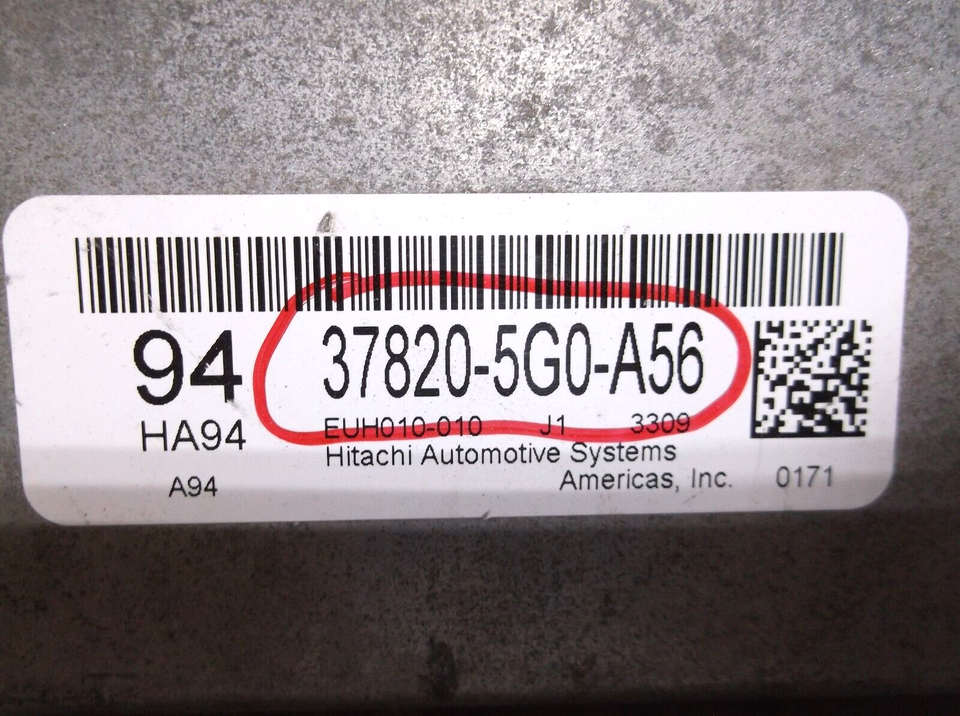 94 37820-5G0-A56
HA94 EUH010-010 J1 3309
Hitachi Automotive Systems
A94 Americas, Inc. 0171